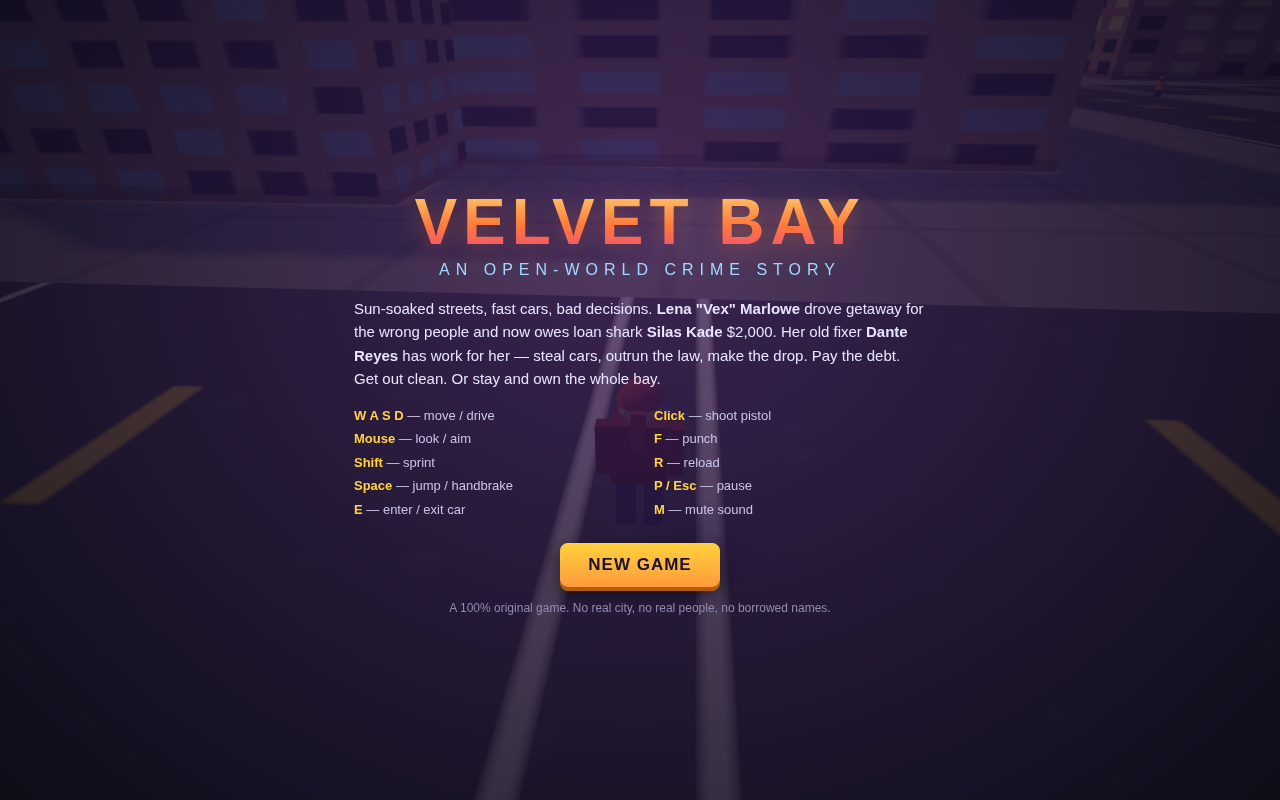 VELVET BAY
AN OPEN-WORLD CRIME STORY
Sun-soaked streets, fast cars, bad decisions. Lena "Vex" Marlowe drove getaway for
the wrong people and now owes loan shark Silas Kade $2,000. Her old fixer Dante
Reyes has work for her — steal cars, outrun the law, make the drop. Pay the debt.
Get out clean. Or stay and own the whole bay.
W A S D — move / drive
Click — shoot pistol
Mouse — look / aim
F — punch
Shift — sprint
R — reload
Space — jump / handbrake
P / Esc — pause
E — enter / exit car
M — mute sound
NEW GAME
A 100% original game. No real city, no real people, no borrowed names.